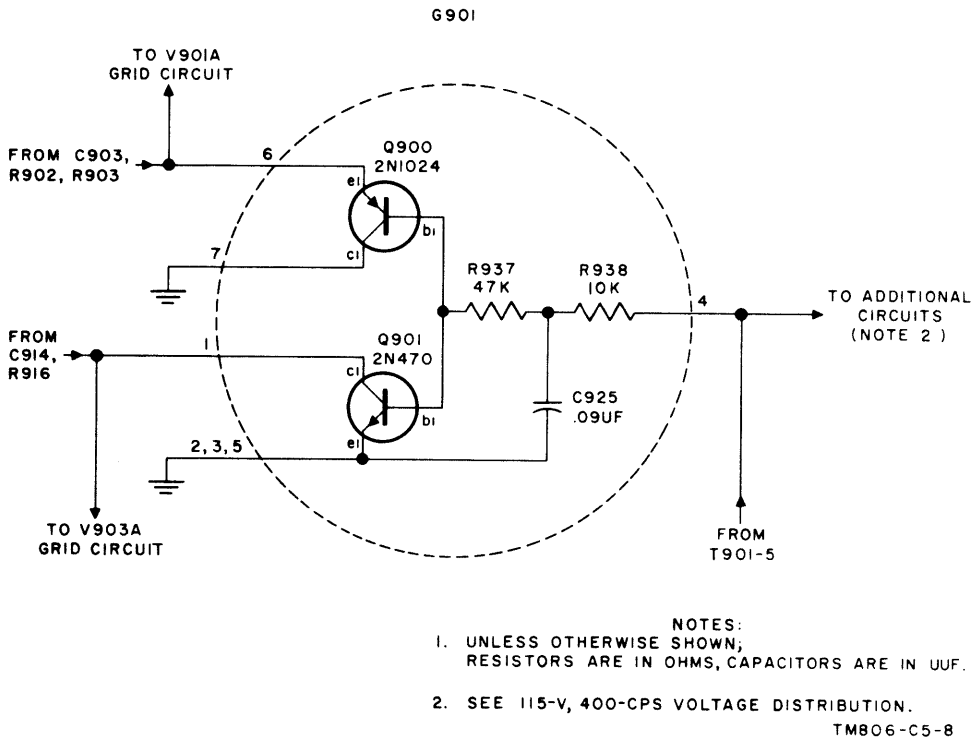 G901
TO V901A
GRID CIRCUIT
FROM C903,
R902, R903
6
Q900
2N1024
e1
b1
c1
7
R937
47K
R938
10K
4
TO ADDITIONAL
CIRCUITS
(NOTE 2)
FROM
C914,
R916
1
Q901
2N470
c1
b1
e1
C925
.09UF
2, 3, 5
TO V903A
GRID CIRCUIT
FROM
T901-5
NOTES:
1. UNLESS OTHERWISE SHOWN;
RESISTORS ARE IN OHMS, CAPACITORS ARE IN UUF.
2. SEE 115-V, 400-CPS VOLTAGE DISTRIBUTION.
TM806-C5-8